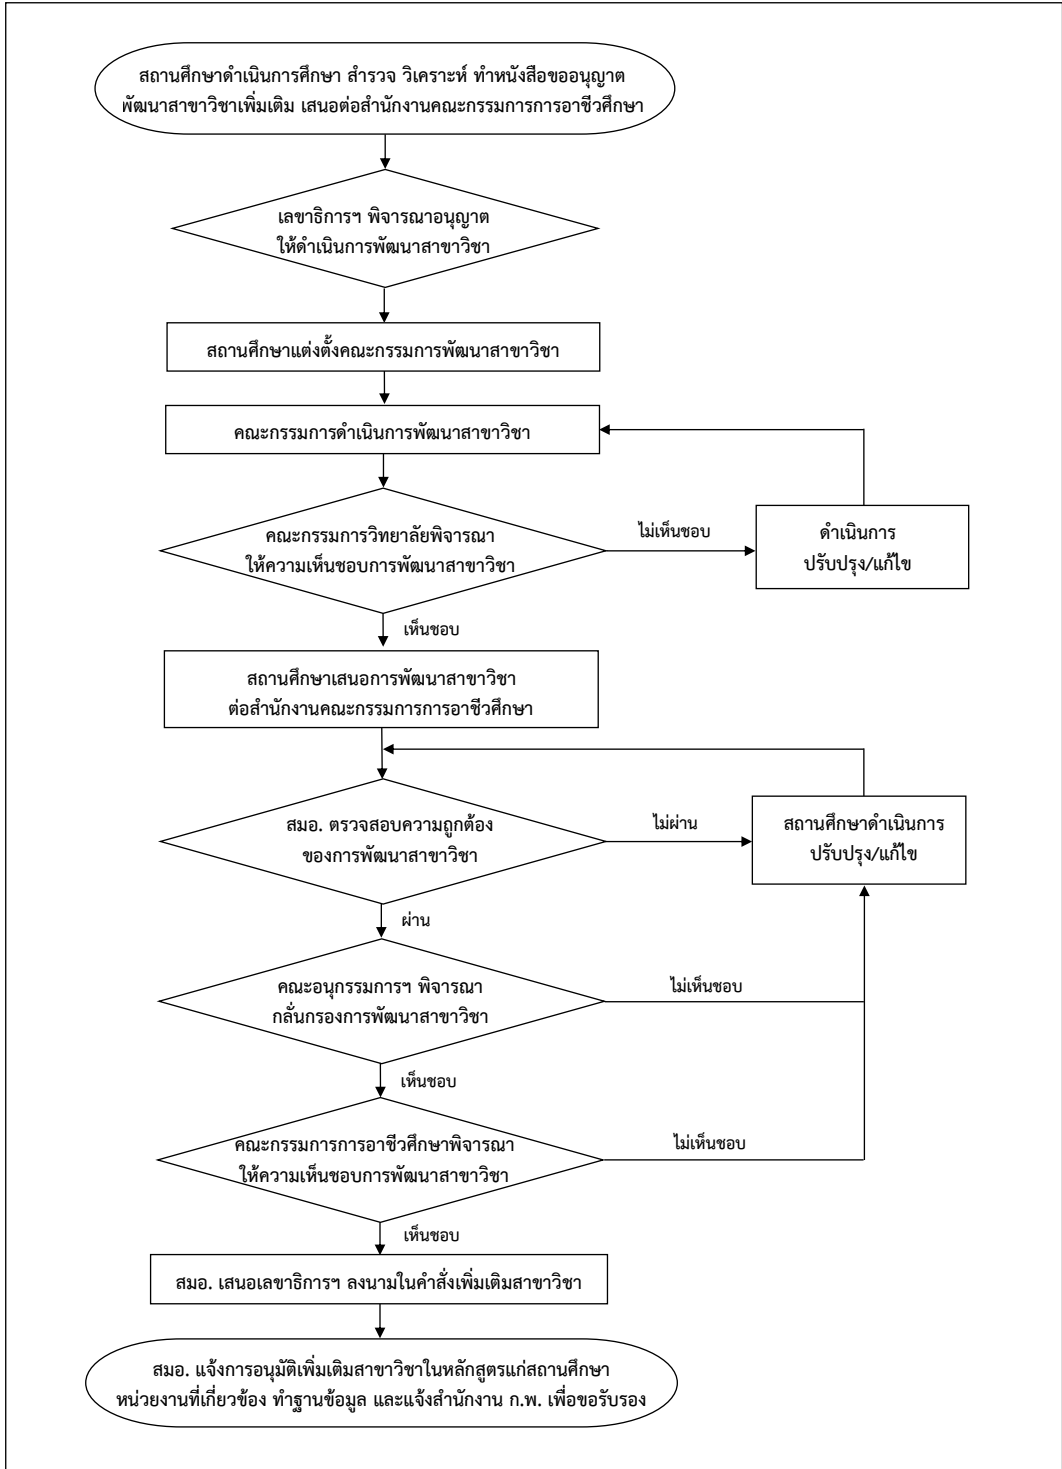 สถานศึกษาดำเนินการศึกษา สำรวจ วิเคราะห์ ทำหนังสือขออนุญาต
พัฒนาสาขาวิชาเพิ่มเติม เสนอต่อสำนักงานคณะกรรมการการอาชีวศึกษา
เลขาธิการฯ พิจารณาอนุญาต
ให้ดำเนินการพัฒนาสาขาวิชา
สถานศึกษาแต่งตั้งคณะกรรมการพัฒนาสาขาวิชา
คณะกรรมการดำเนินการพัฒนาสาขาวิชา
คณะกรรมการวิทยาลัยพิจารณา
ให้ความเห็นชอบการพัฒนาสาขาวิชา
ไม่เห็นชอบ
ดำเนินการ
ปรับปรุง/แก้ไข
เห็นชอบ
สถานศึกษาเสนอการพัฒนาสาขาวิชา
ต่อสำนักงานคณะกรรมการการอาชีวศึกษา
สมอ. ตรวจสอบความถูกต้อง
ของการพัฒนาสาขาวิชา
ไม่ผ่าน
สถานศึกษาดำเนินการ
ปรับปรุง/แก้ไข
ผ่าน
คณะอนุกรรมการฯ พิจารณา
กลั่นกรองการพัฒนาสาขาวิชา
ไม่เห็นชอบ
เห็นชอบ
คณะกรรมการการอาชีวศึกษาพิจารณา
ให้ความเห็นชอบการพัฒนาสาขาวิชา
ไม่เห็นชอบ
เห็นชอบ
สมอ. เสนอเลขาธิการฯ ลงนามในคำสั่งเพิ่มเติมสาขาวิชา
สมอ. แจ้งการอนุมัติเพิ่มเติมสาขาวิชาในหลักสูตรแก่สถานศึกษา
หน่วยงานที่เกี่ยวข้อง ทำฐานข้อมูล และแจ้งสำนักงาน ก.พ. เพื่อขอรับรอง